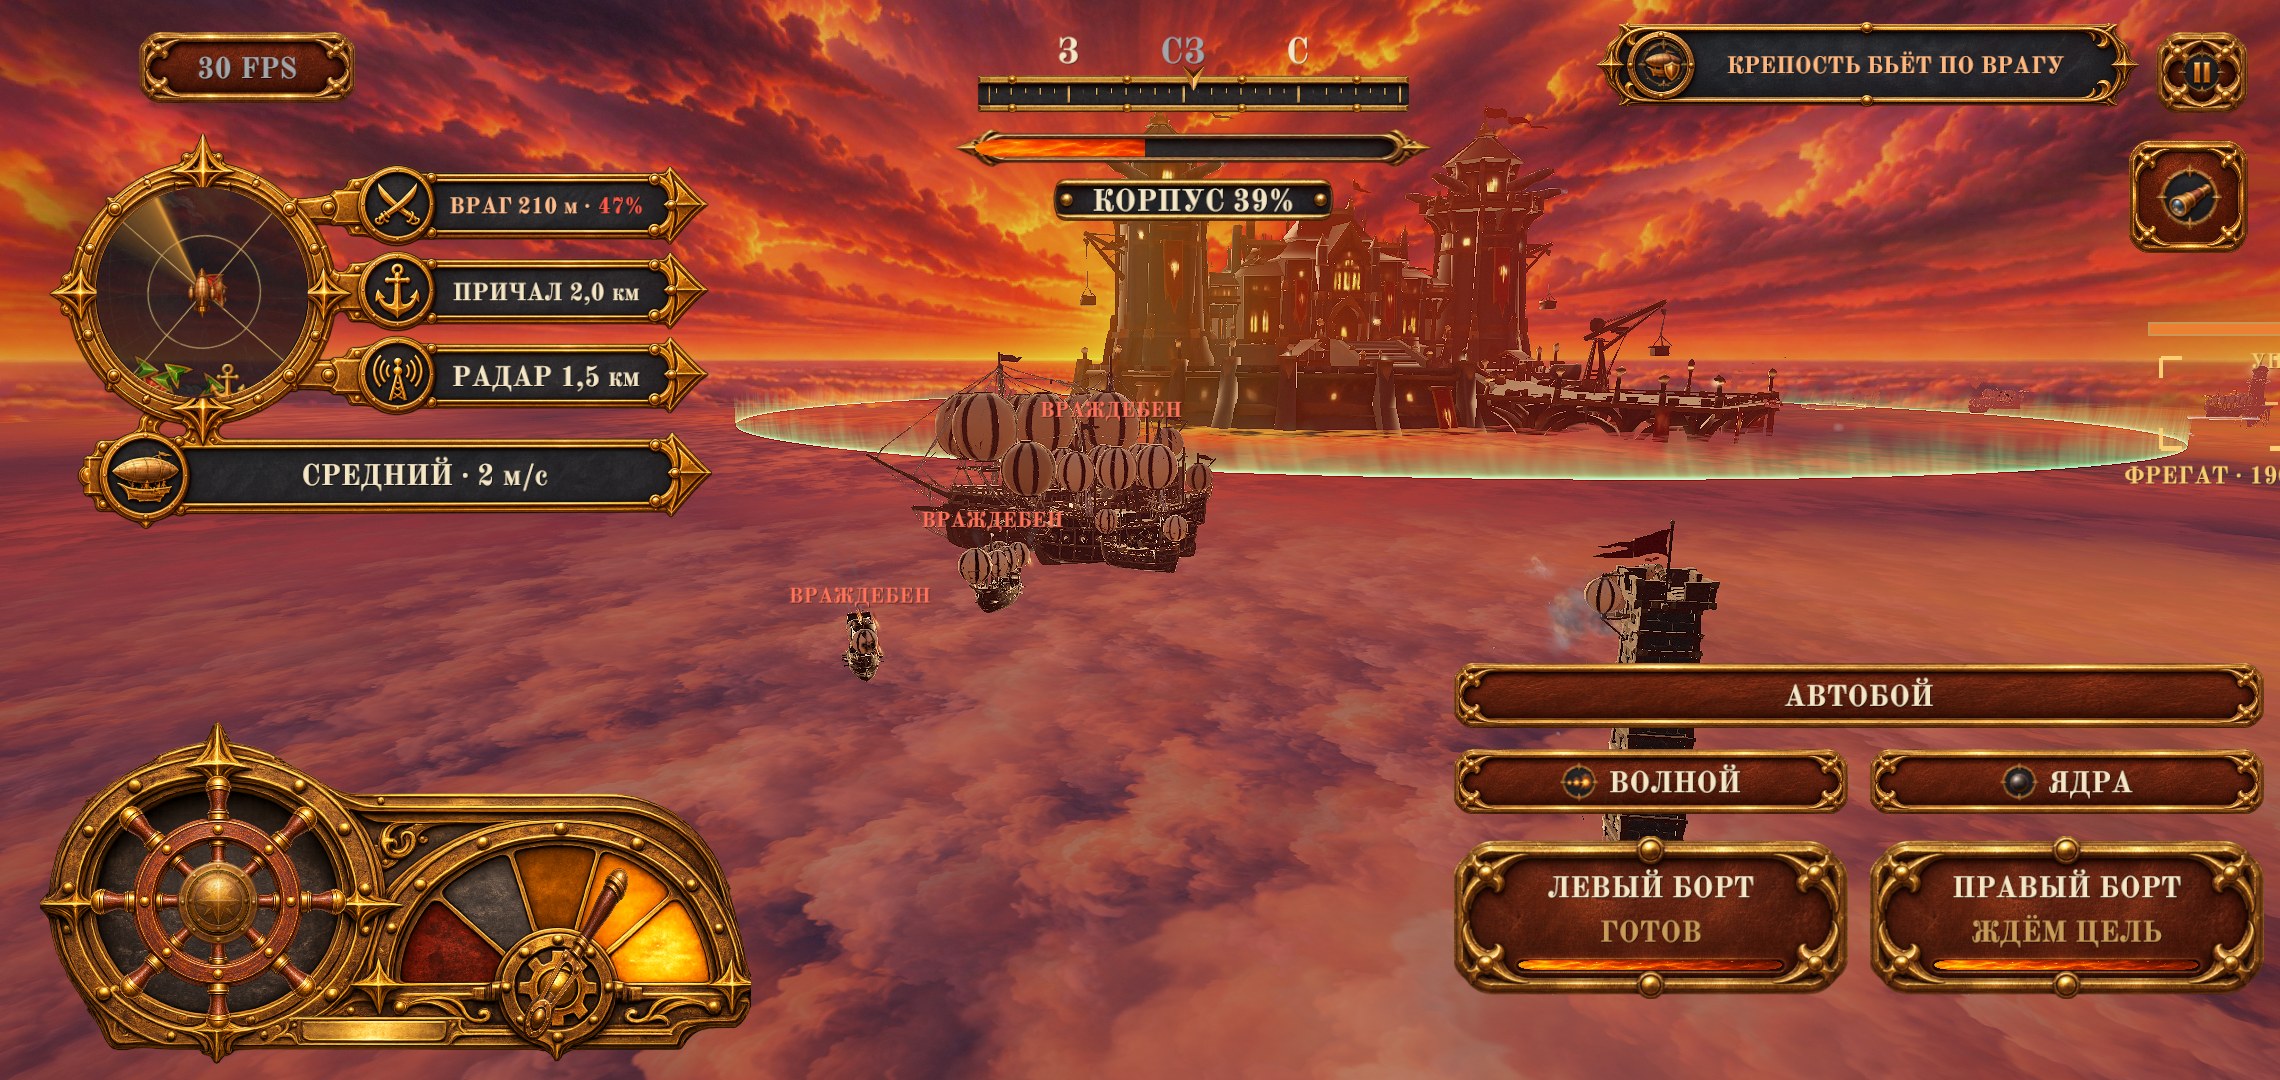 30 FPS
З СЗ С
КРЕПОСТЬ БЬЁТ ПО ВРАГУ
КОРПУС 39%
ВРАГ 210 м · 47%
ПРИЧАЛ 2,0 км
РАДАР 1,5 км
СРЕДНИЙ · 2 м/с
ВРАЖДЕБЕН
ВРАЖДЕБЕН
ВРАЖДЕБЕН
ФРЕГАТ ·
АВТОБОЙ
ВОЛНОЙ
ЯДРА
ЛЕВЫЙ БОРТ
ГОТОВ
ПРАВЫЙ БОРТ
ЖДЁМ ЦЕЛЬ